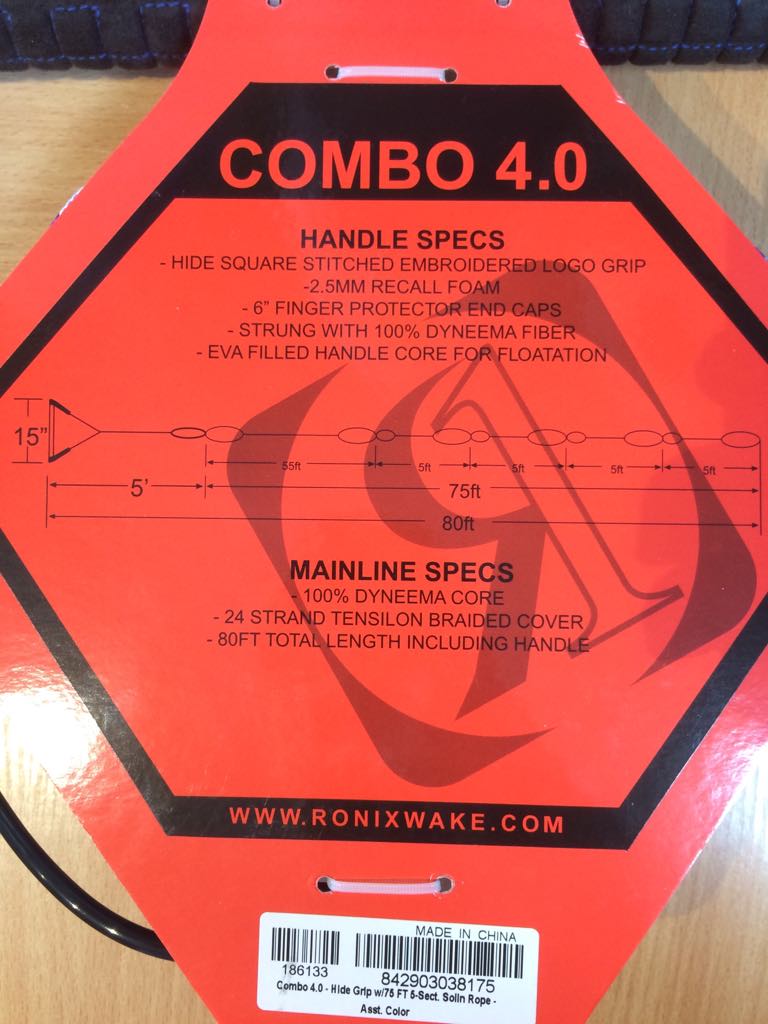 COMBO 4.0
HANDLE SPECS
- HIDE SQUARE STITCHED EMBROIDERED LOGO GRIP
-2.5MM RECALL FOAM
- 6” FINGER PROTECTOR END CAPS
- STRUNG WITH 100% DYNEEMA FIBER
- EVA FILLED HANDLE CORE FOR FLOATATION
15”
55ft 5ft 5ft 5ft 5ft
5’ 75ft
80ft
MAINLINE SPECS
- 100% DYNEEMA CORE
- 24 STRAND TENSILON BRAIDED COVER
- 80FT TOTAL LENGTH INCLUDING HANDLE
WWW.RONIXWAKE.COM
MADE IN CHINA
186133
842903038175
Combo 4.0 - Hide Grip w/75 FT 5-Sect. Solin Rope -
Asst. Color